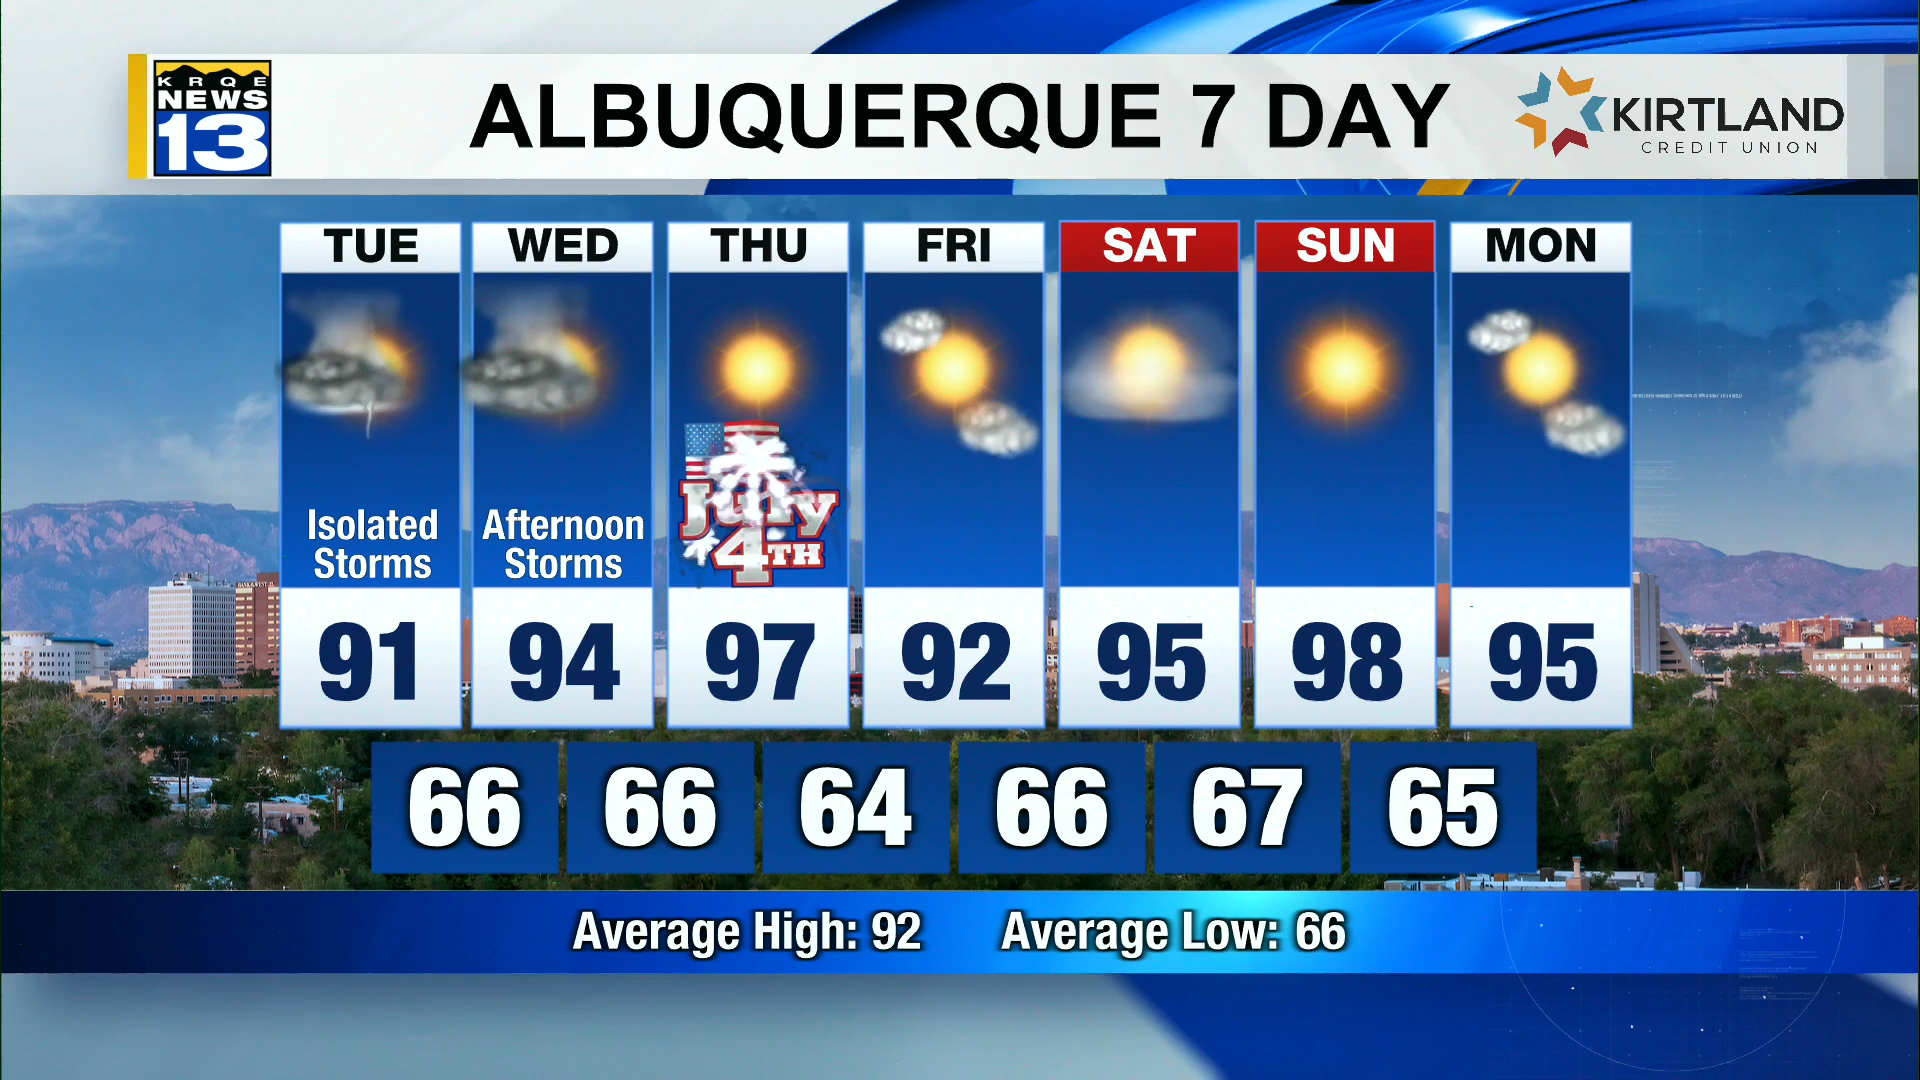 KRQE
NEWS
13
ALBUQUERQUE 7 DAY
KIRTLAND
CREDIT UNION
TUE
WED
THU
FRI
SAT
SUN
MON
July
4TH
Isolated
Storms
Afternoon
Storms
91
94
97
92
95
98
95
66
66
64
66
67
65
Average High: 92
Average Low: 66